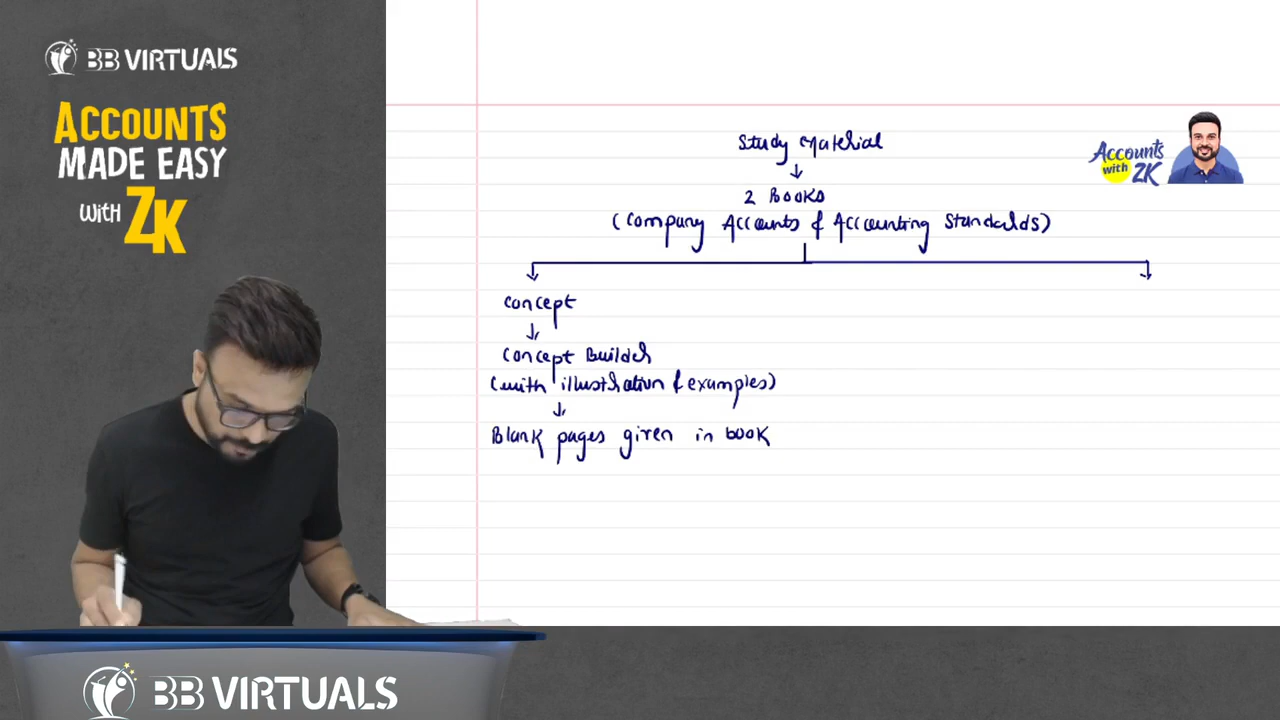 BB VIRTUALS
ACCOUNTS
MADE EASY
WITH ZK
Study Material
2 Books
(Company Accounts & Accounting Standards)
Accounts
with ZK
Concept
Concept Builder
(with illustration & examples)
Blank pages given in book
BB VIRTUALS